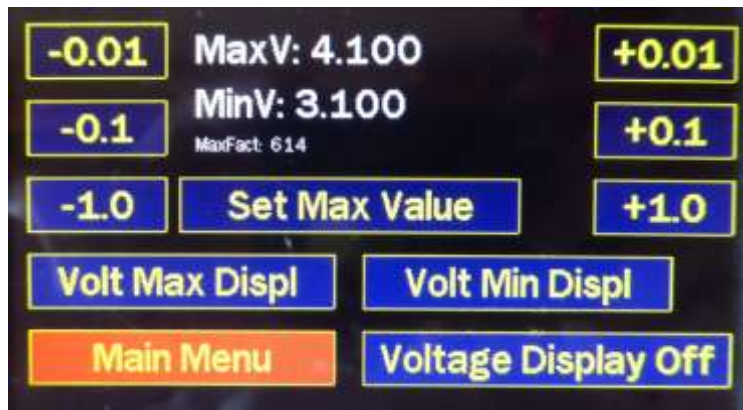 -0.01 MaxV: 4.100 +0.01
-0.1 MinV: 3.100 +0.1
MaxFact: 614
-1.0 Set Max Value +1.0
Volt Max Displ Volt Min Displ
Main Menu Voltage Display Off